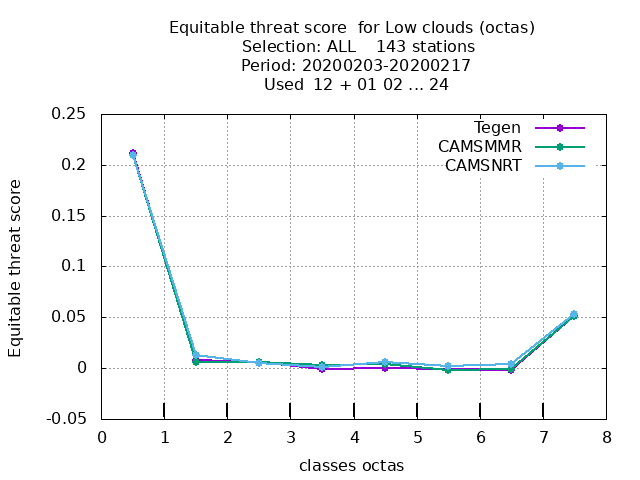 Equitable threat score  for Low clouds (octas)
Selection: ALL    143 stations
Period: 20200203-20200217
Used  12 + 01 02 ... 24
0.25
0.2
0.15
0.1
0.05
0
-0.05
Equitable threat score
Tegen
CAMSMMR
CAMSNRT
0 1 2 3 4 5 6 7 8
classes octas